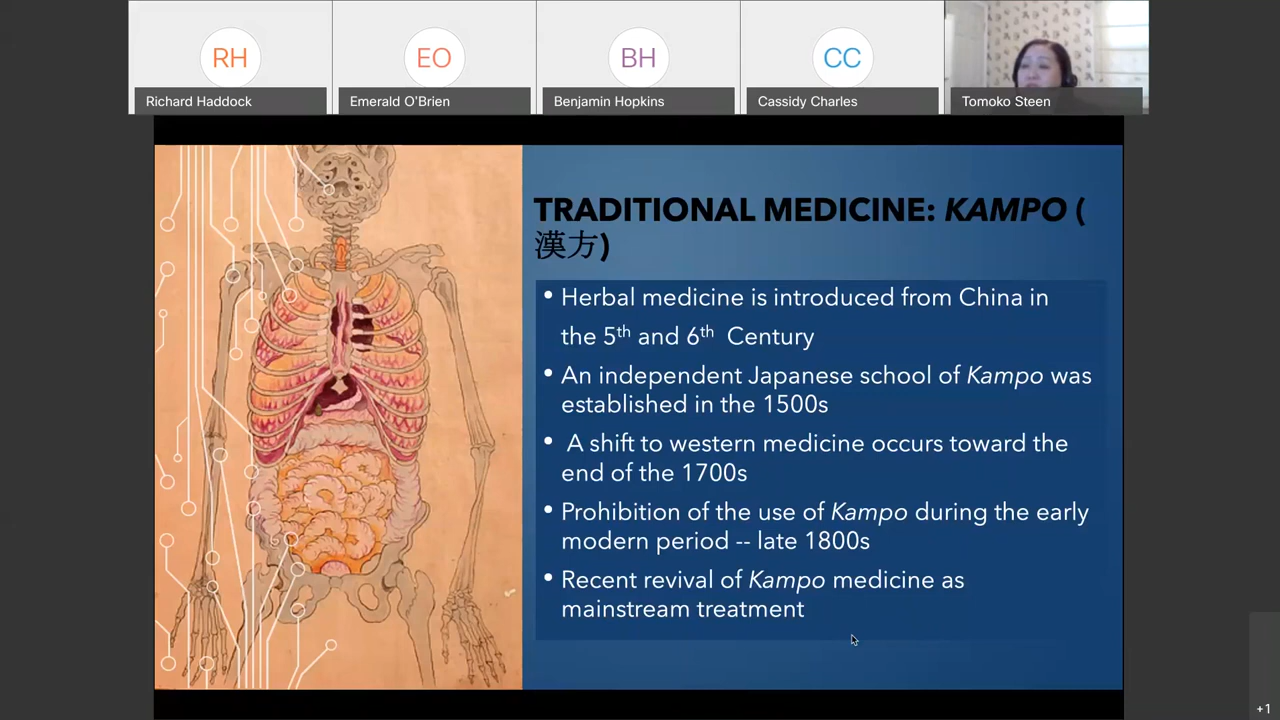 RH
EO
BH
CC
Richard Haddock
Emerald O'Brien
Benjamin Hopkins
Cassidy Charles
Tomoko Steen
TRADITIONAL MEDICINE: KAMPO (
漢方)
• Herbal medicine is introduced from China in
the 5th and 6th Century
• An independent Japanese school of Kampo was
established in the 1500s
• A shift to western medicine occurs toward the
end of the 1700s
• Prohibition of the use of Kampo during the early
modern period -- late 1800s
• Recent revival of Kampo medicine as
mainstream treatment
+1